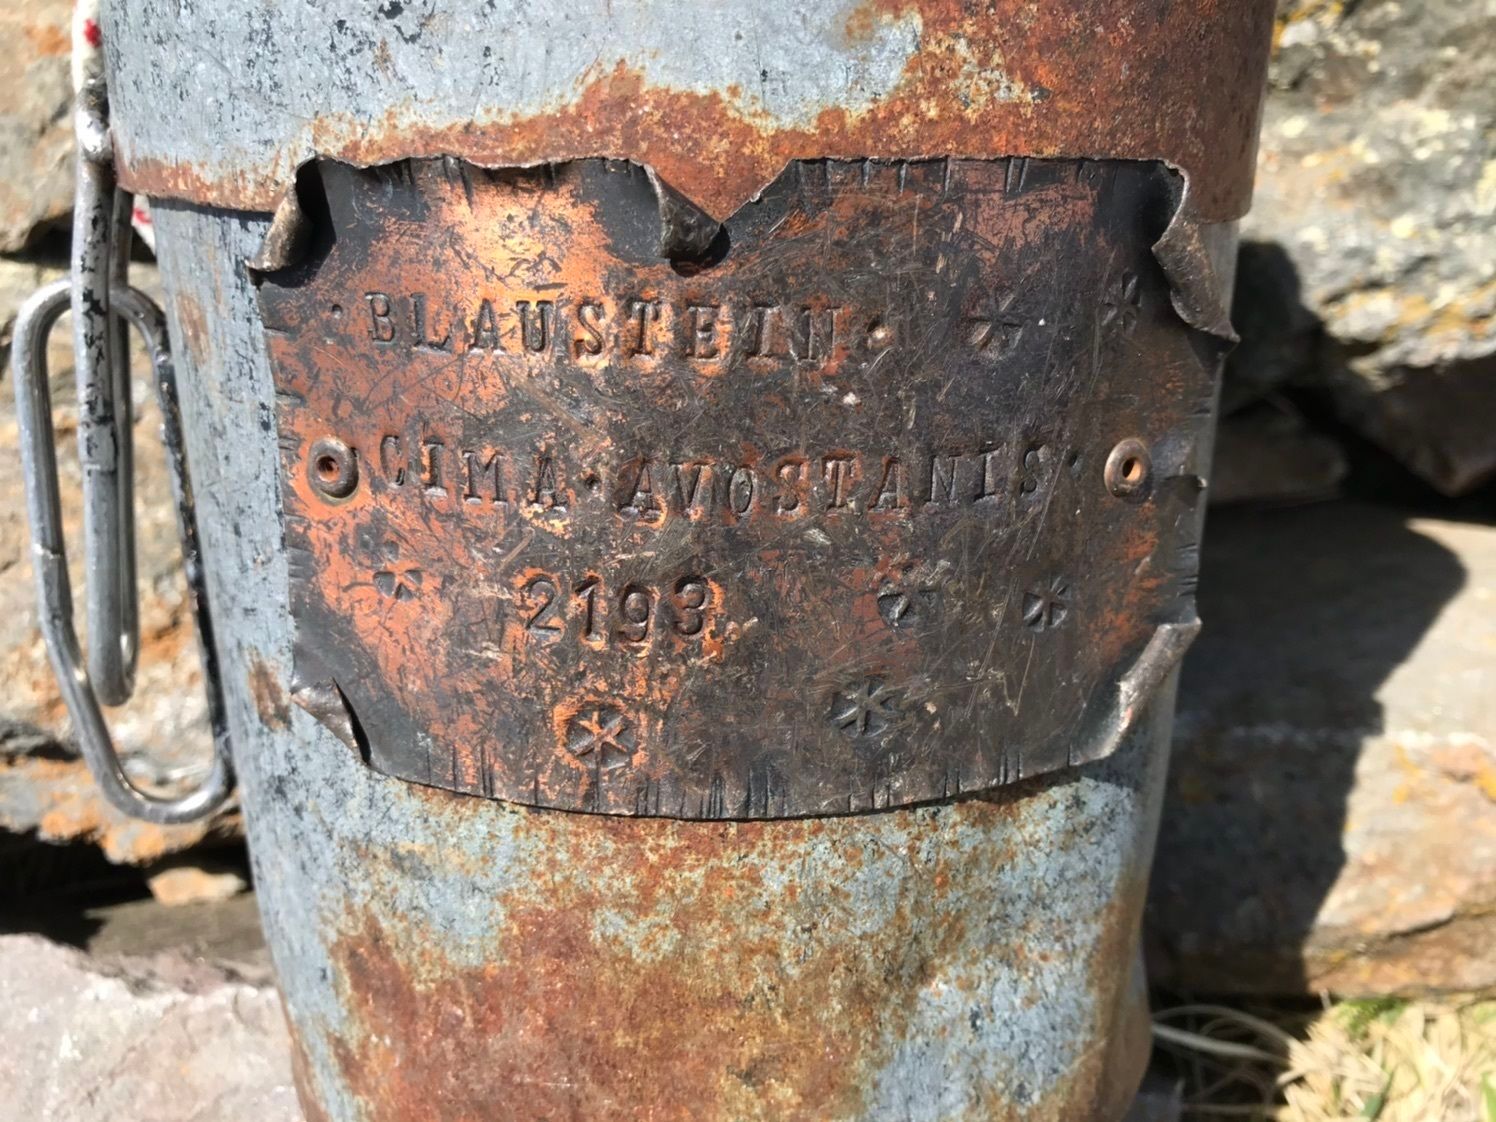 · BLAUSTEIN ·
CIMA · AVOSTANIS ·
2193